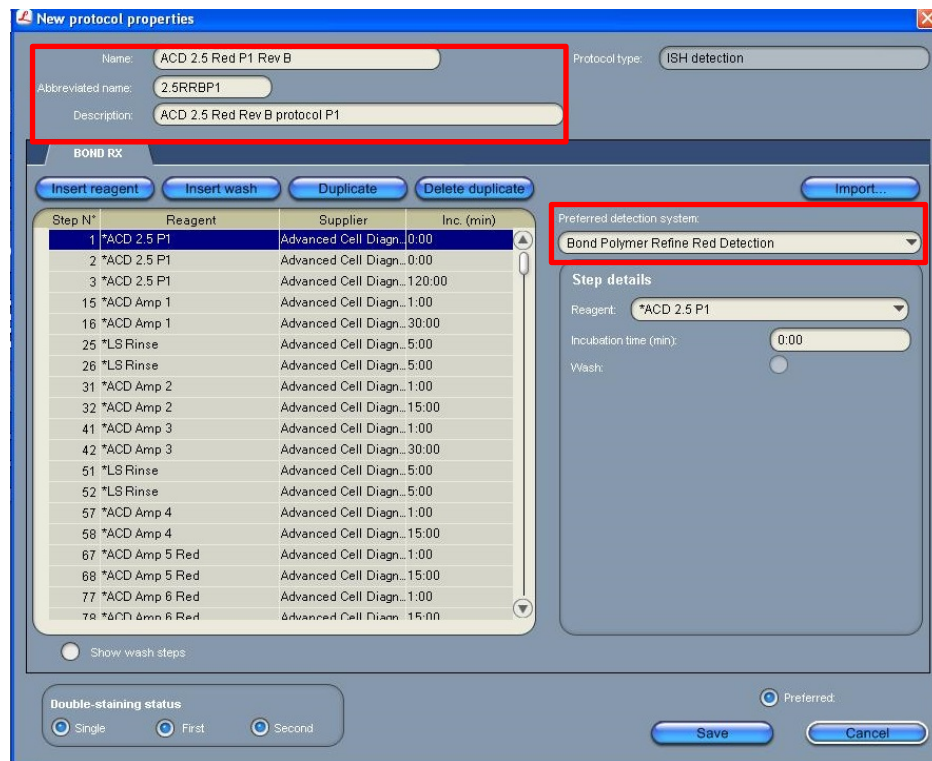 New protocol properties
Name: ACD 2.5 Red P1 Rev B
Protocol type: ISH detection
Abbreviated name: 2.5RRBP1
Description: ACD 2.5 Red Rev B protocol P1
BOND RX
Insert reagent Insert wash Duplicate Delete duplicate Import...
Step N° Reagent Supplier Inc. (min)
1 *ACD 2.5 P1 Advanced Cell Diagn... 0:00
2 *ACD 2.5 P1 Advanced Cell Diagn... 0:00
3 *ACD 2.5 P1 Advanced Cell Diagn... 120:00
15 *ACD Amp 1 Advanced Cell Diagn... 1:00
16 *ACD Amp 1 Advanced Cell Diagn... 30:00
25 *LS Rinse Advanced Cell Diagn... 5:00
26 *LS Rinse Advanced Cell Diagn... 5:00
31 *ACD Amp 2 Advanced Cell Diagn... 1:00
32 *ACD Amp 2 Advanced Cell Diagn... 15:00
41 *ACD Amp 3 Advanced Cell Diagn... 1:00
42 *ACD Amp 3 Advanced Cell Diagn... 30:00
51 *LS Rinse Advanced Cell Diagn... 5:00
52 *LS Rinse Advanced Cell Diagn... 5:00
57 *ACD Amp 4 Advanced Cell Diagn... 1:00
58 *ACD Amp 4 Advanced Cell Diagn... 15:00
67 *ACD Amp 5 Red Advanced Cell Diagn... 1:00
68 *ACD Amp 5 Red Advanced Cell Diagn... 15:00
77 *ACD Amp 6 Red Advanced Cell Diagn... 1:00
78 *ACD Amp 6 Red Advanced Cell Diagn... 15:00
Preferred detection system:
Bond Polymer Refine Red Detection
Step details
Reagent: *ACD 2.5 P1
Incubation time (min): 0:00
Wash:
Show wash steps
Double-staining status
Single First Second
Preferred:
Save Cancel